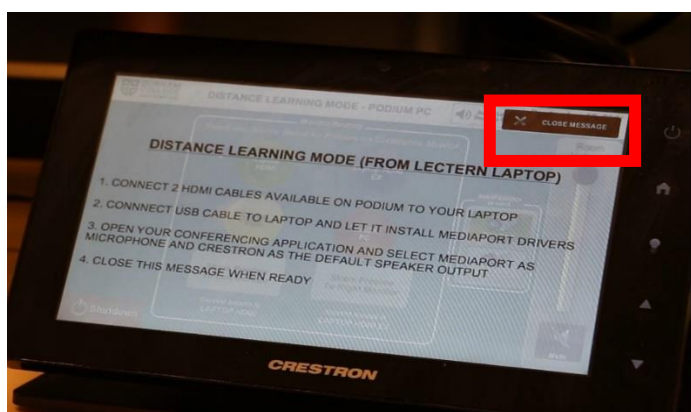 DISTANCE LEARNING MODE - PODIUM PC
CLOSE MESSAGE
Room
DISTANCE LEARNING MODE (FROM LECTERN LAPTOP)
1. CONNECT 2 HDMI CABLES AVAILABLE ON PODIUM TO YOUR LAPTOP
2. CONNNECT USB CABLE TO LAPTOP AND LET IT INSTALL MEDIAPORT DRIVERS
3. OPEN YOUR CONFERENCING APPLICATION AND SELECT MEDIAPORT AS
MICROPHONE AND CRESTRON AS THE DEFAULT SPEAKER OUTPUT
4. CLOSE THIS MESSAGE WHEN READY
Shutdown
CRESTRON